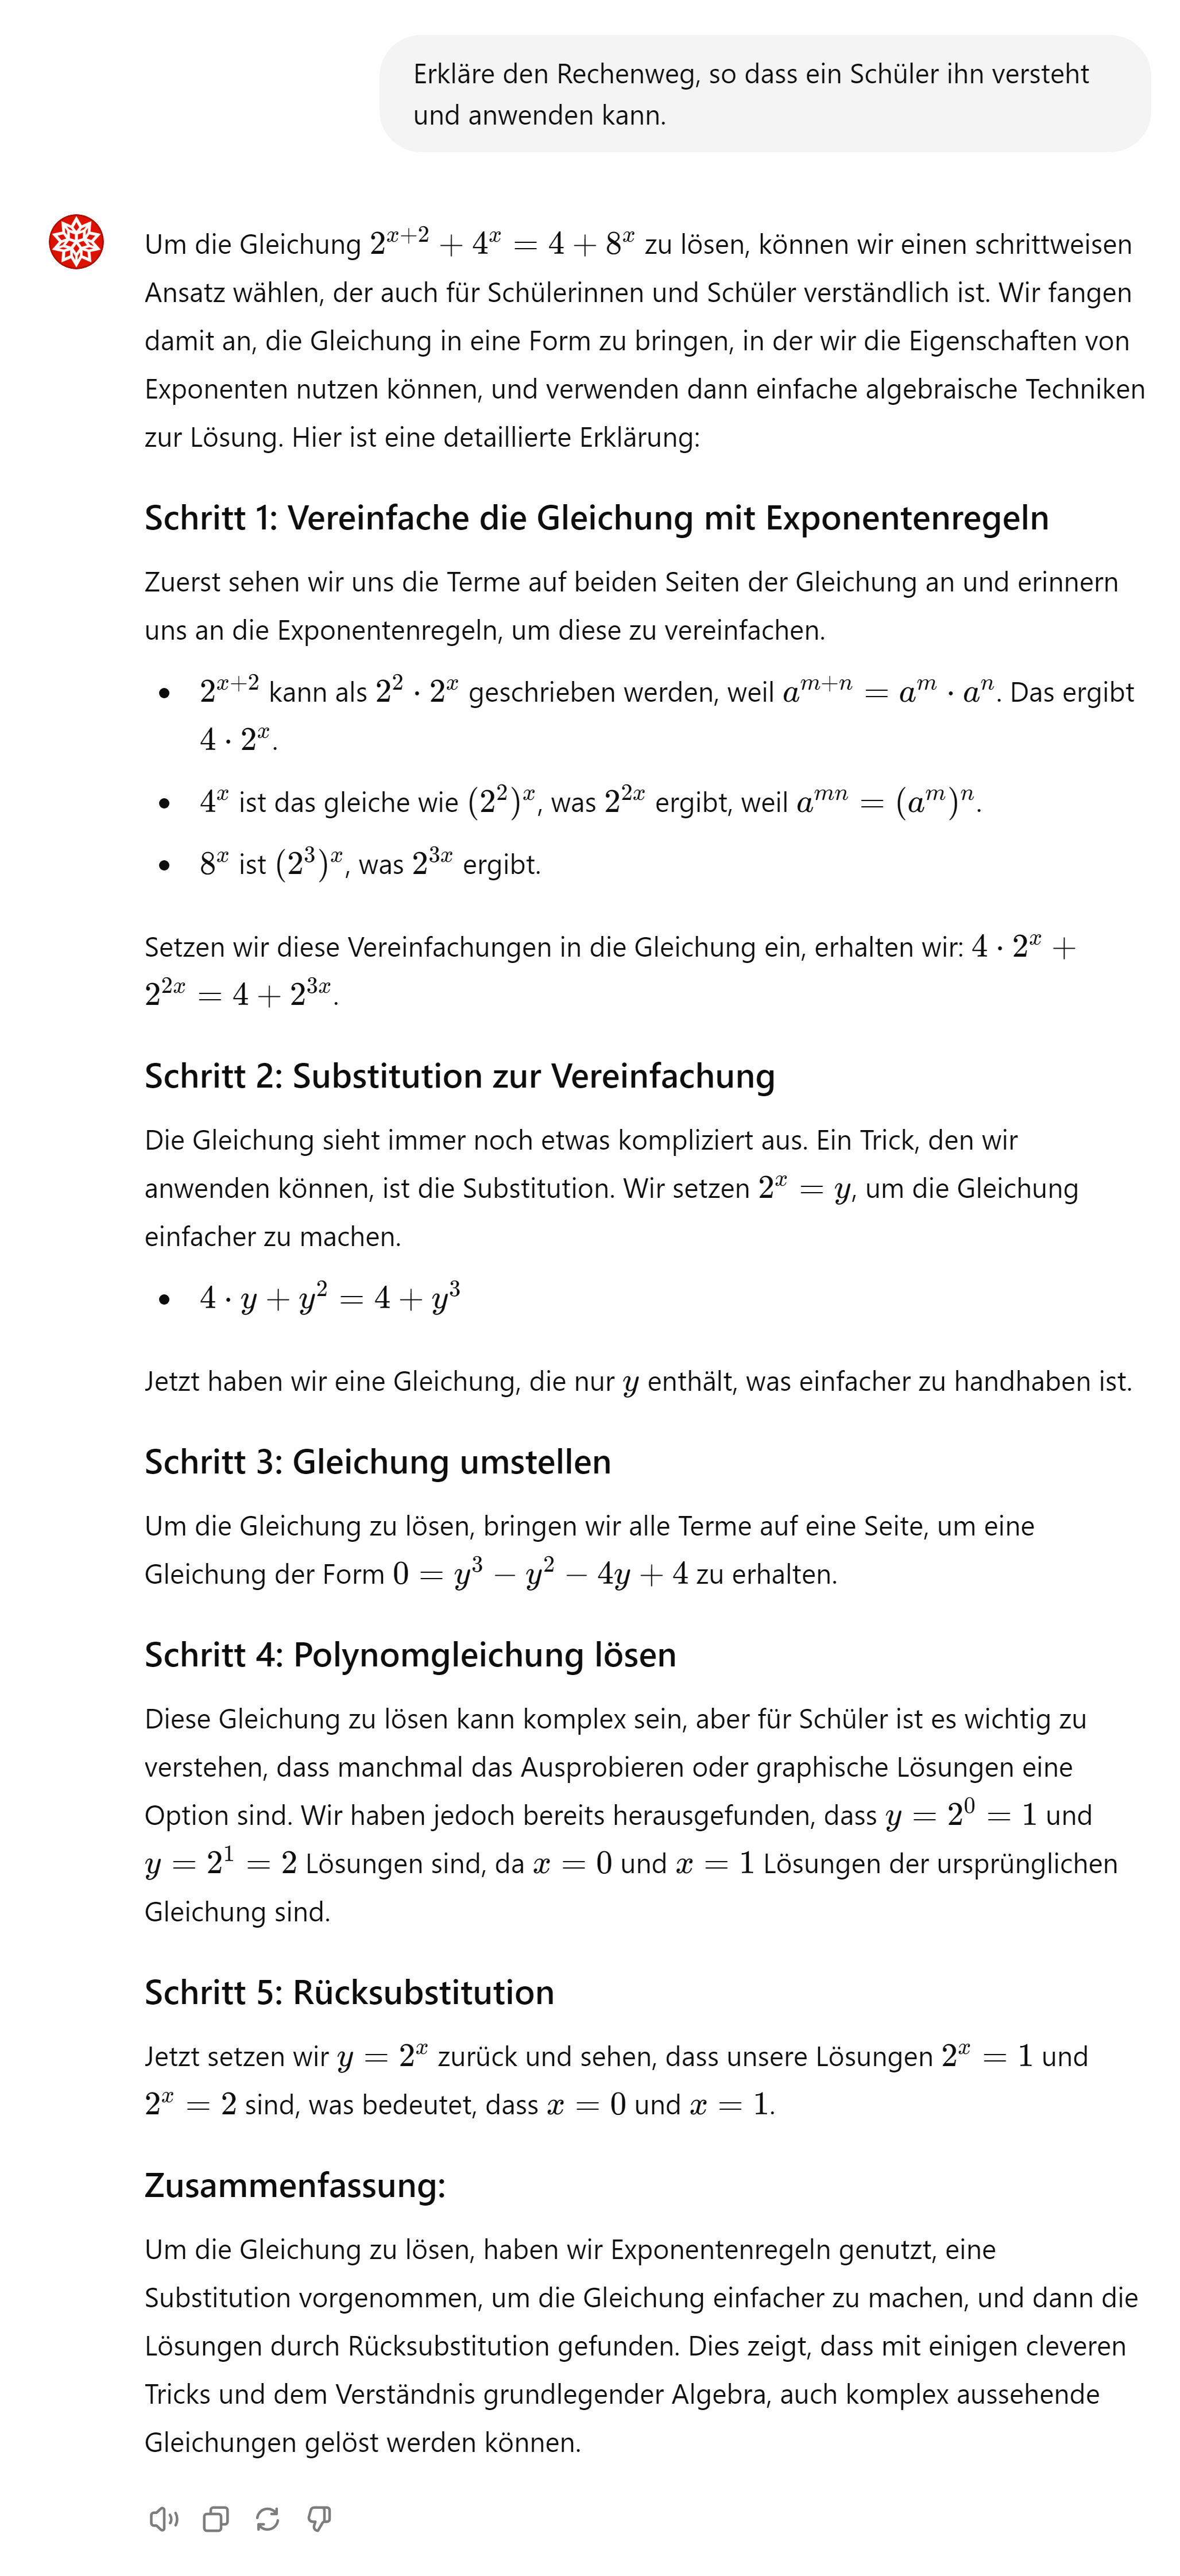 Erkläre den Rechenweg, so dass ein Schüler ihn versteht
und anwenden kann.
Um die Gleichung 2^{x+2} + 4^x = 4 + 8^x zu lösen, können wir einen schrittweisen
Ansatz wählen, der auch für Schülerinnen und Schüler verständlich ist. Wir fangen
damit an, die Gleichung in eine Form zu bringen, in der wir die Eigenschaften von
Exponenten nutzen können, und verwenden dann einfache algebraische Techniken
zur Lösung. Hier ist eine detaillierte Erklärung:
Schritt 1: Vereinfache die Gleichung mit Exponentenregeln
Zuerst sehen wir uns die Terme auf beiden Seiten der Gleichung an und erinnern
uns an die Exponentenregeln, um diese zu vereinfachen.
• 2^{x+2} kann als 2^2 · 2^x geschrieben werden, weil a^{m+n} = a^m · a^n. Das ergibt
4 · 2^x.
• 4^x ist das gleiche wie (2^2)^x, was 2^{2x} ergibt, weil a^{mn} = (a^m)^n.
• 8^x ist (2^3)^x, was 2^{3x} ergibt.
Setzen wir diese Vereinfachungen in die Gleichung ein, erhalten wir: 4 · 2^x +
2^{2x} = 4 + 2^{3x}.
Schritt 2: Substitution zur Vereinfachung
Die Gleichung sieht immer noch etwas kompliziert aus. Ein Trick, den wir
anwenden können, ist die Substitution. Wir setzen 2^x = y, um die Gleichung
einfacher zu machen.
• 4 · y + y^2 = 4 + y^3
Jetzt haben wir eine Gleichung, die nur y enthält, was einfacher zu handhaben ist.
Schritt 3: Gleichung umstellen
Um die Gleichung zu lösen, bringen wir alle Terme auf eine Seite, um eine
Gleichung der Form 0 = y^3 − y^2 − 4y + 4 zu erhalten.
Schritt 4: Polynomgleichung lösen
Diese Gleichung zu lösen kann komplex sein, aber für Schüler ist es wichtig zu
verstehen, dass manchmal das Ausprobieren oder graphische Lösungen eine
Option sind. Wir haben jedoch bereits herausgefunden, dass y = 2^0 = 1 und
y = 2^1 = 2 Lösungen sind, da x = 0 und x = 1 Lösungen der ursprünglichen
Gleichung sind.
Schritt 5: Rücksubstitution
Jetzt setzen wir y = 2^x zurück und sehen, dass unsere Lösungen 2^x = 1 und
2^x = 2 sind, was bedeutet, dass x = 0 und x = 1.
Zusammenfassung:
Um die Gleichung zu lösen, haben wir Exponentenregeln genutzt, eine
Substitution vorgenommen, um die Gleichung einfacher zu machen, und dann die
Lösungen durch Rücksubstitution gefunden. Dies zeigt, dass mit einigen cleveren
Tricks und dem Verständnis grundlegender Algebra, auch komplex aussehende
Gleichungen gelöst werden können.